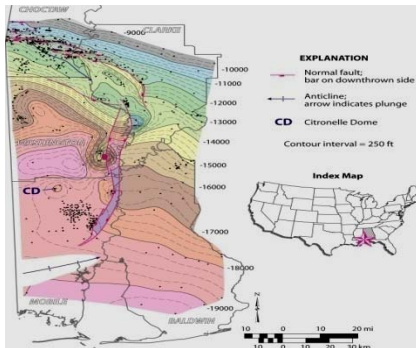 CHOCTAW
CLARKE
-9000
-10000
-11000
-12000
-13000
-14000
-15000
-16000
-17000
-18000
-19000
WASHINGTON
CD
MOBILE
BALDWIN
EXPLANATION
Normal fault;
bar on downthrown side
Anticline;
arrow indicates plunge
CD Citronelle Dome
Contour interval = 250 ft
Index Map
N
10 0 10 20 mi
10 0 10 20 30 km